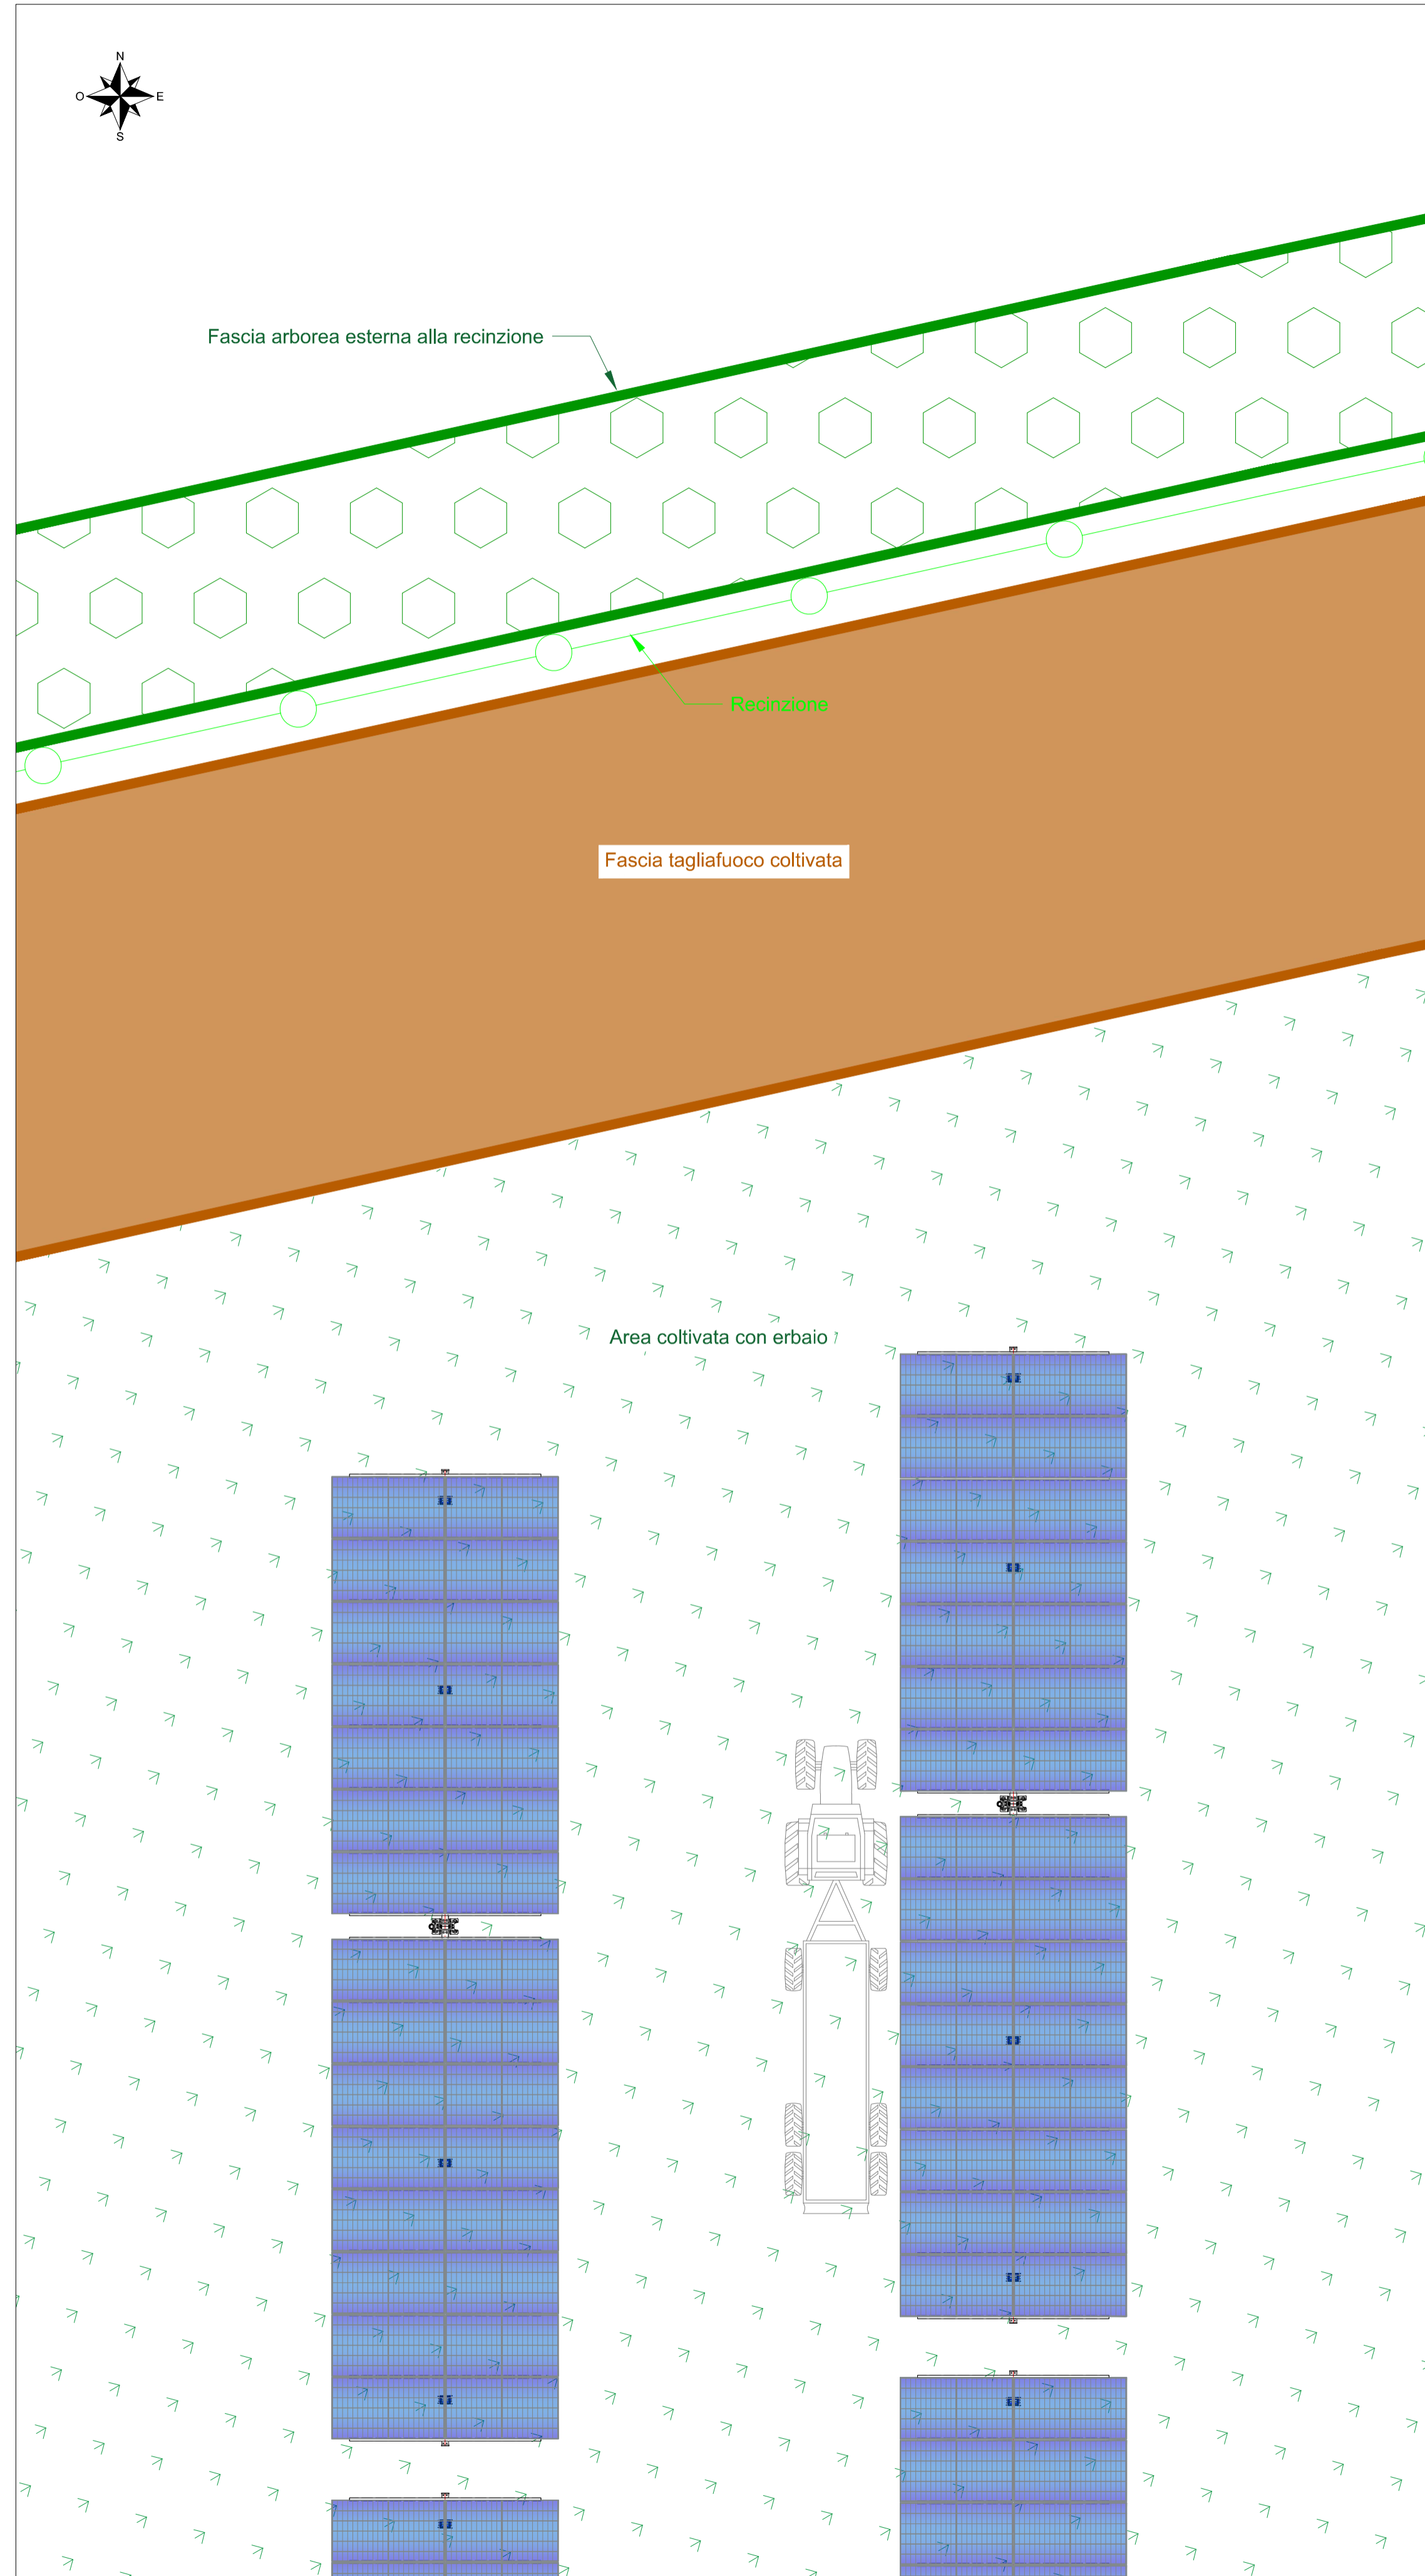 N
O E
S
Fascia arborea esterna alla recinzione
Recinzione
Fascia tagliafuoco coltivata
Area coltivata con erbaio